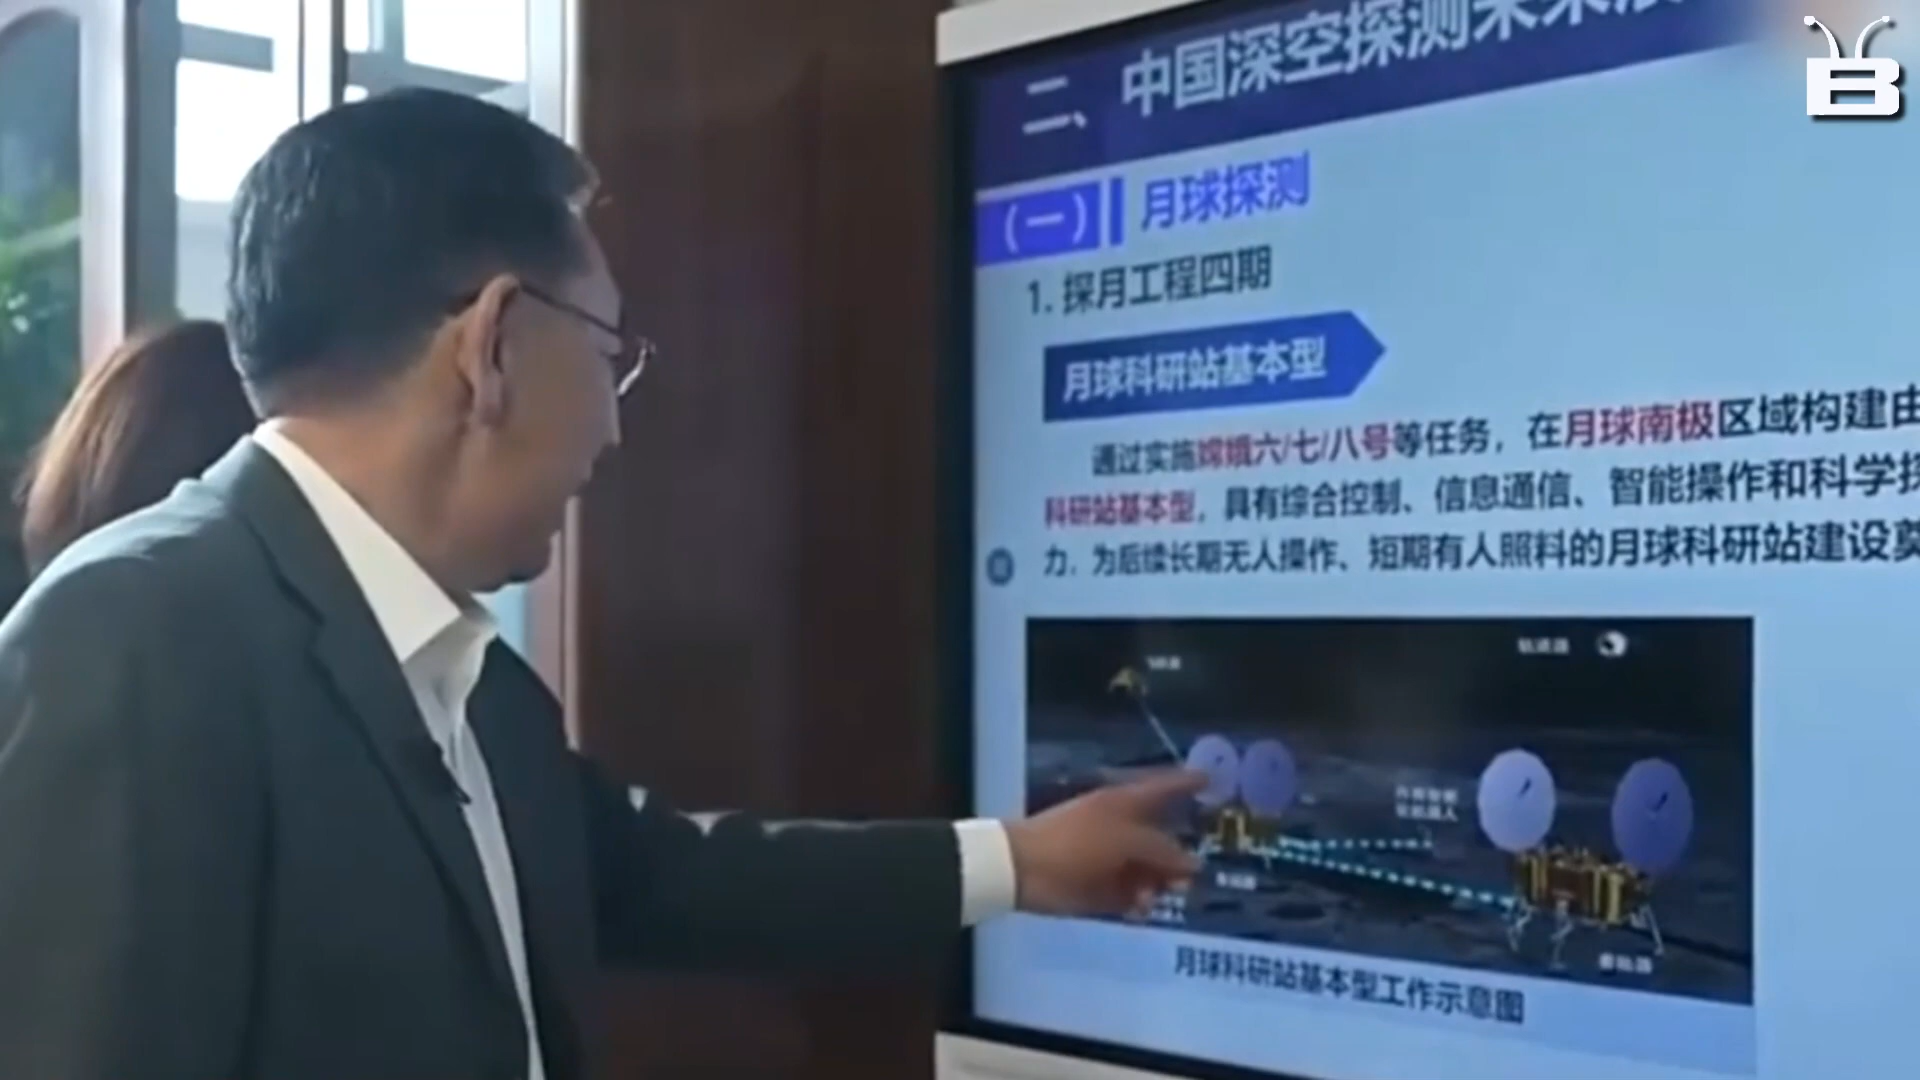 二、中国深空探测未来展
（一） 月球探测
1. 探月工程四期
月球科研站基本型
通过实施嫦娥六/七/八号等任务，在月球南极区域构建由
科研站基本型，具有综合控制、信息通信、智能操作和科学探
力，为后续长期无人操作、短期有人照料的月球科研站建设奠
月球科研站基本型工作示意图
B